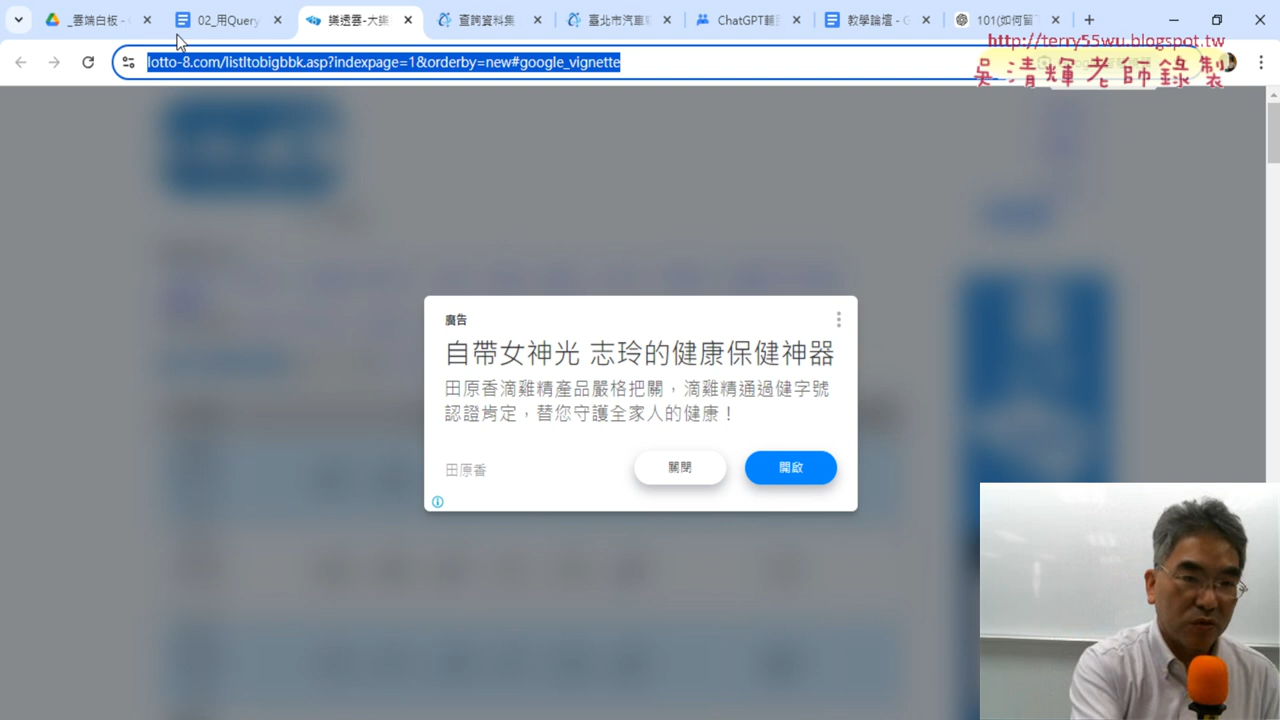 _雲端白板 -
02_用Query
樂透雲-大樂
查詢資料集
臺北市汽車
ChatGPT輔
教學論壇 - G
101(如何留
http://terry55wu.blogspot.tw
lotto-8.com/listltobigbbk.asp?indexpage=1&orderby=new#google_vignette
吳清輝老師錄製
廣告
自帶女神光 志玲的健康保健神器
田原香滴雞精產品嚴格把關，滴雞精通過健字號
認證肯定，替您守護全家人的健康！
田原香
關閉
開啟